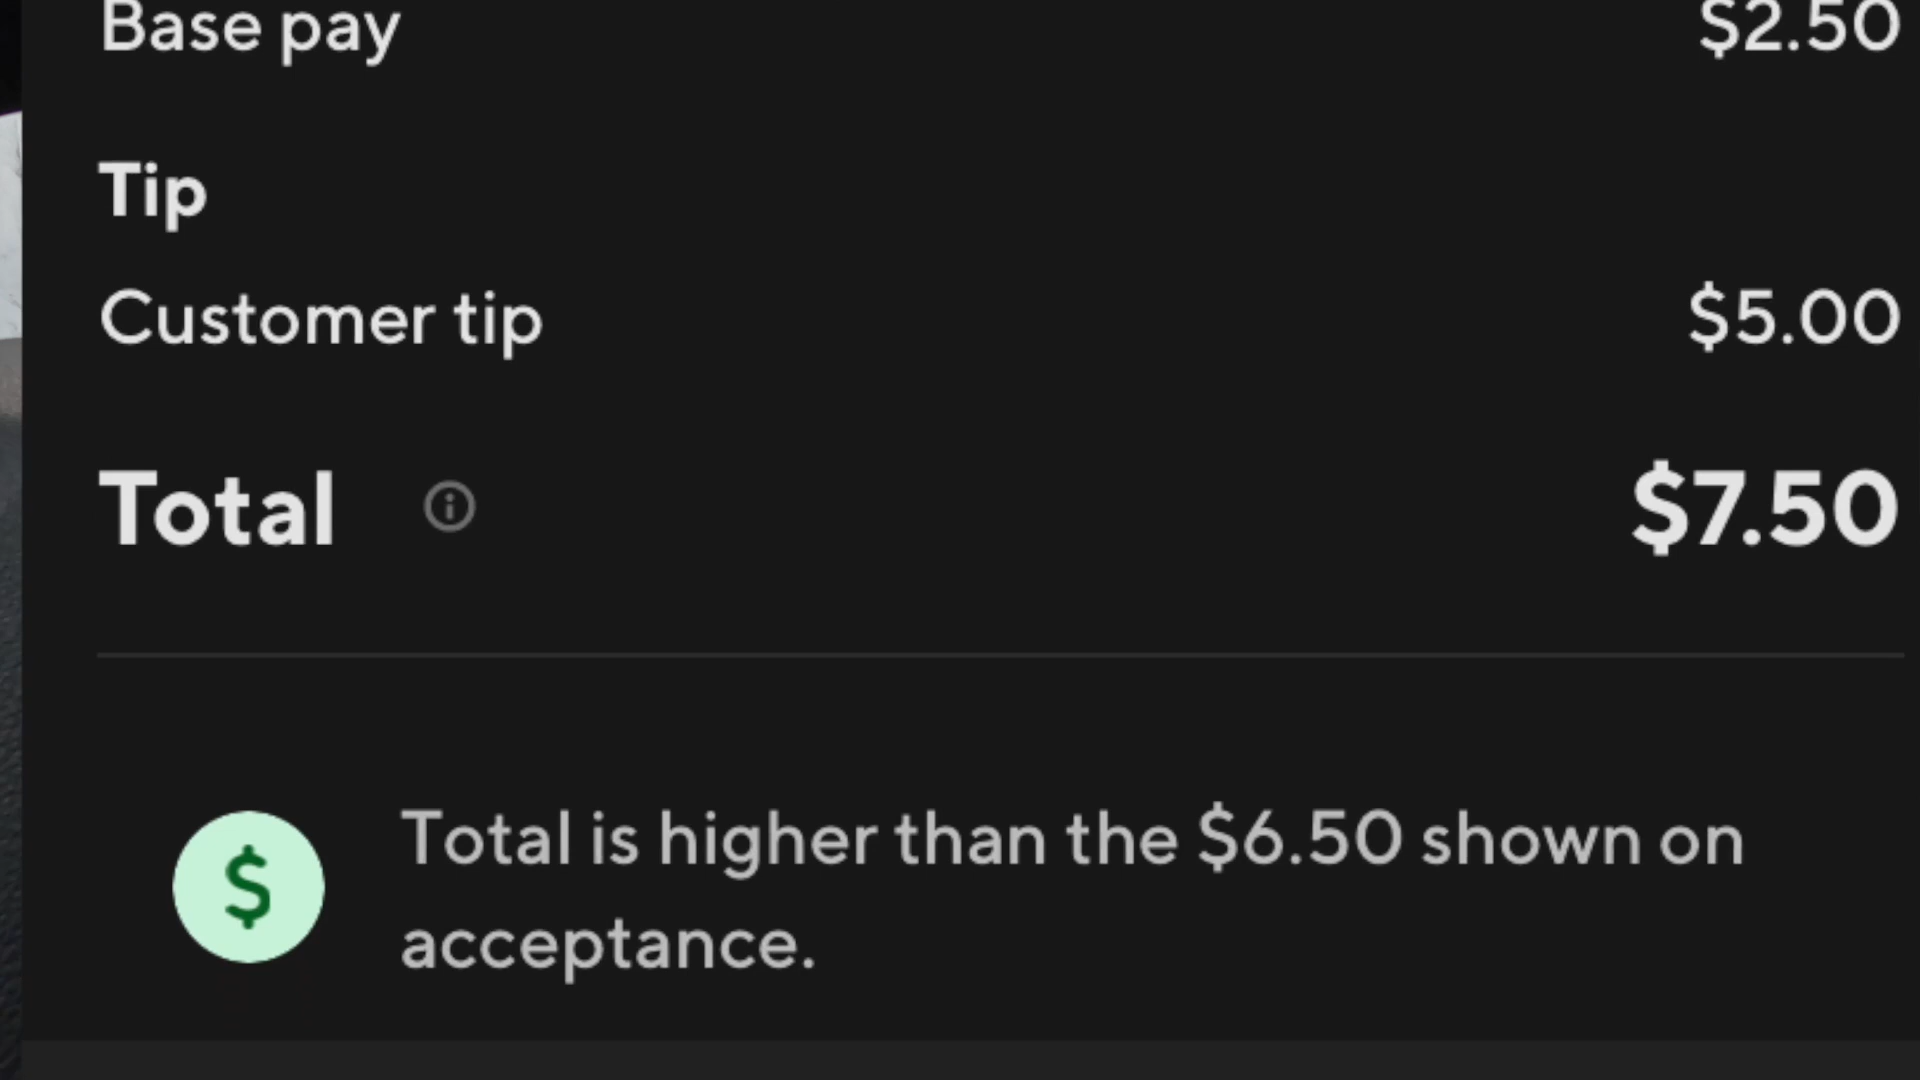 Base pay $2.50
Tip
Customer tip $5.00
Total $7.50
$ Total is higher than the $6.50 shown on
acceptance.